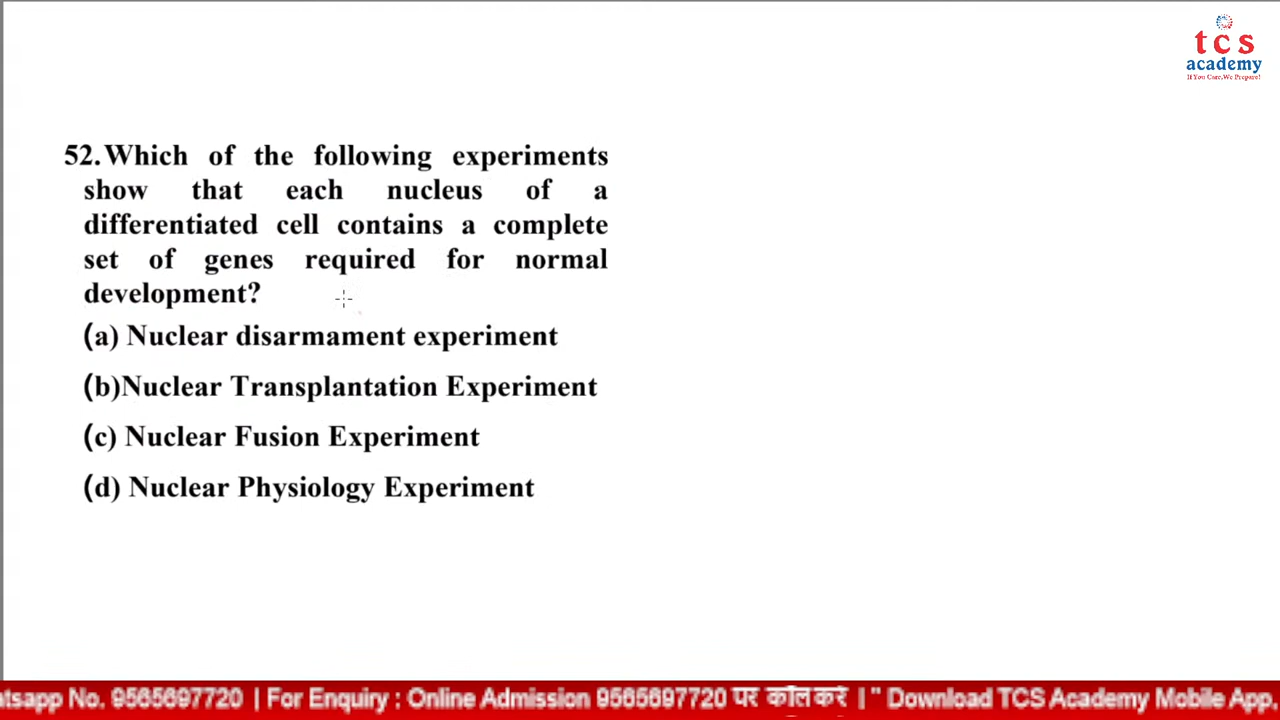 tcs
academy
If You Care,We Prepare!
52.Which of the following experiments
show that each nucleus of a
differentiated cell contains a complete
set of genes required for normal
development?
(a) Nuclear disarmament experiment
(b)Nuclear Transplantation Experiment
(c) Nuclear Fusion Experiment
(d) Nuclear Physiology Experiment
atsapp No. 9565697720 | For Enquiry : Online Admission 9565697720 पर कॉल करें | " Download TCS Academy Mobile App.